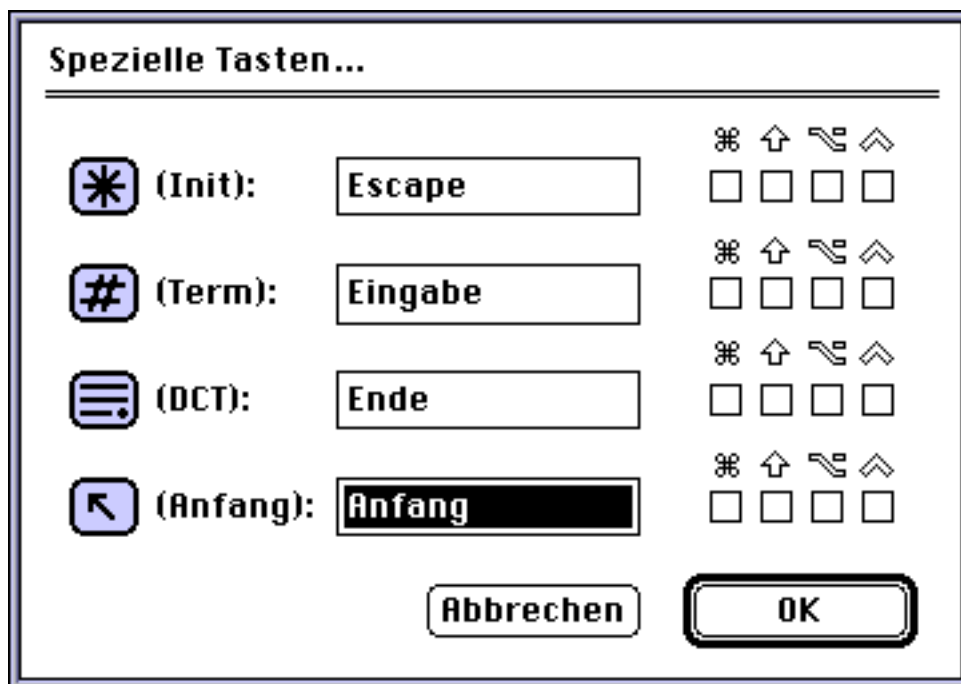 Spezielle Tasten...
⌘ ⇧ ⌥ ^
(Init): Escape
⌘ ⇧ ⌥ ^
# (Term): Eingabe
⌘ ⇧ ⌥ ^
(DCT): Ende
⌘ ⇧ ⌥ ^
(Anfang): Anfang
Abbrechen OK